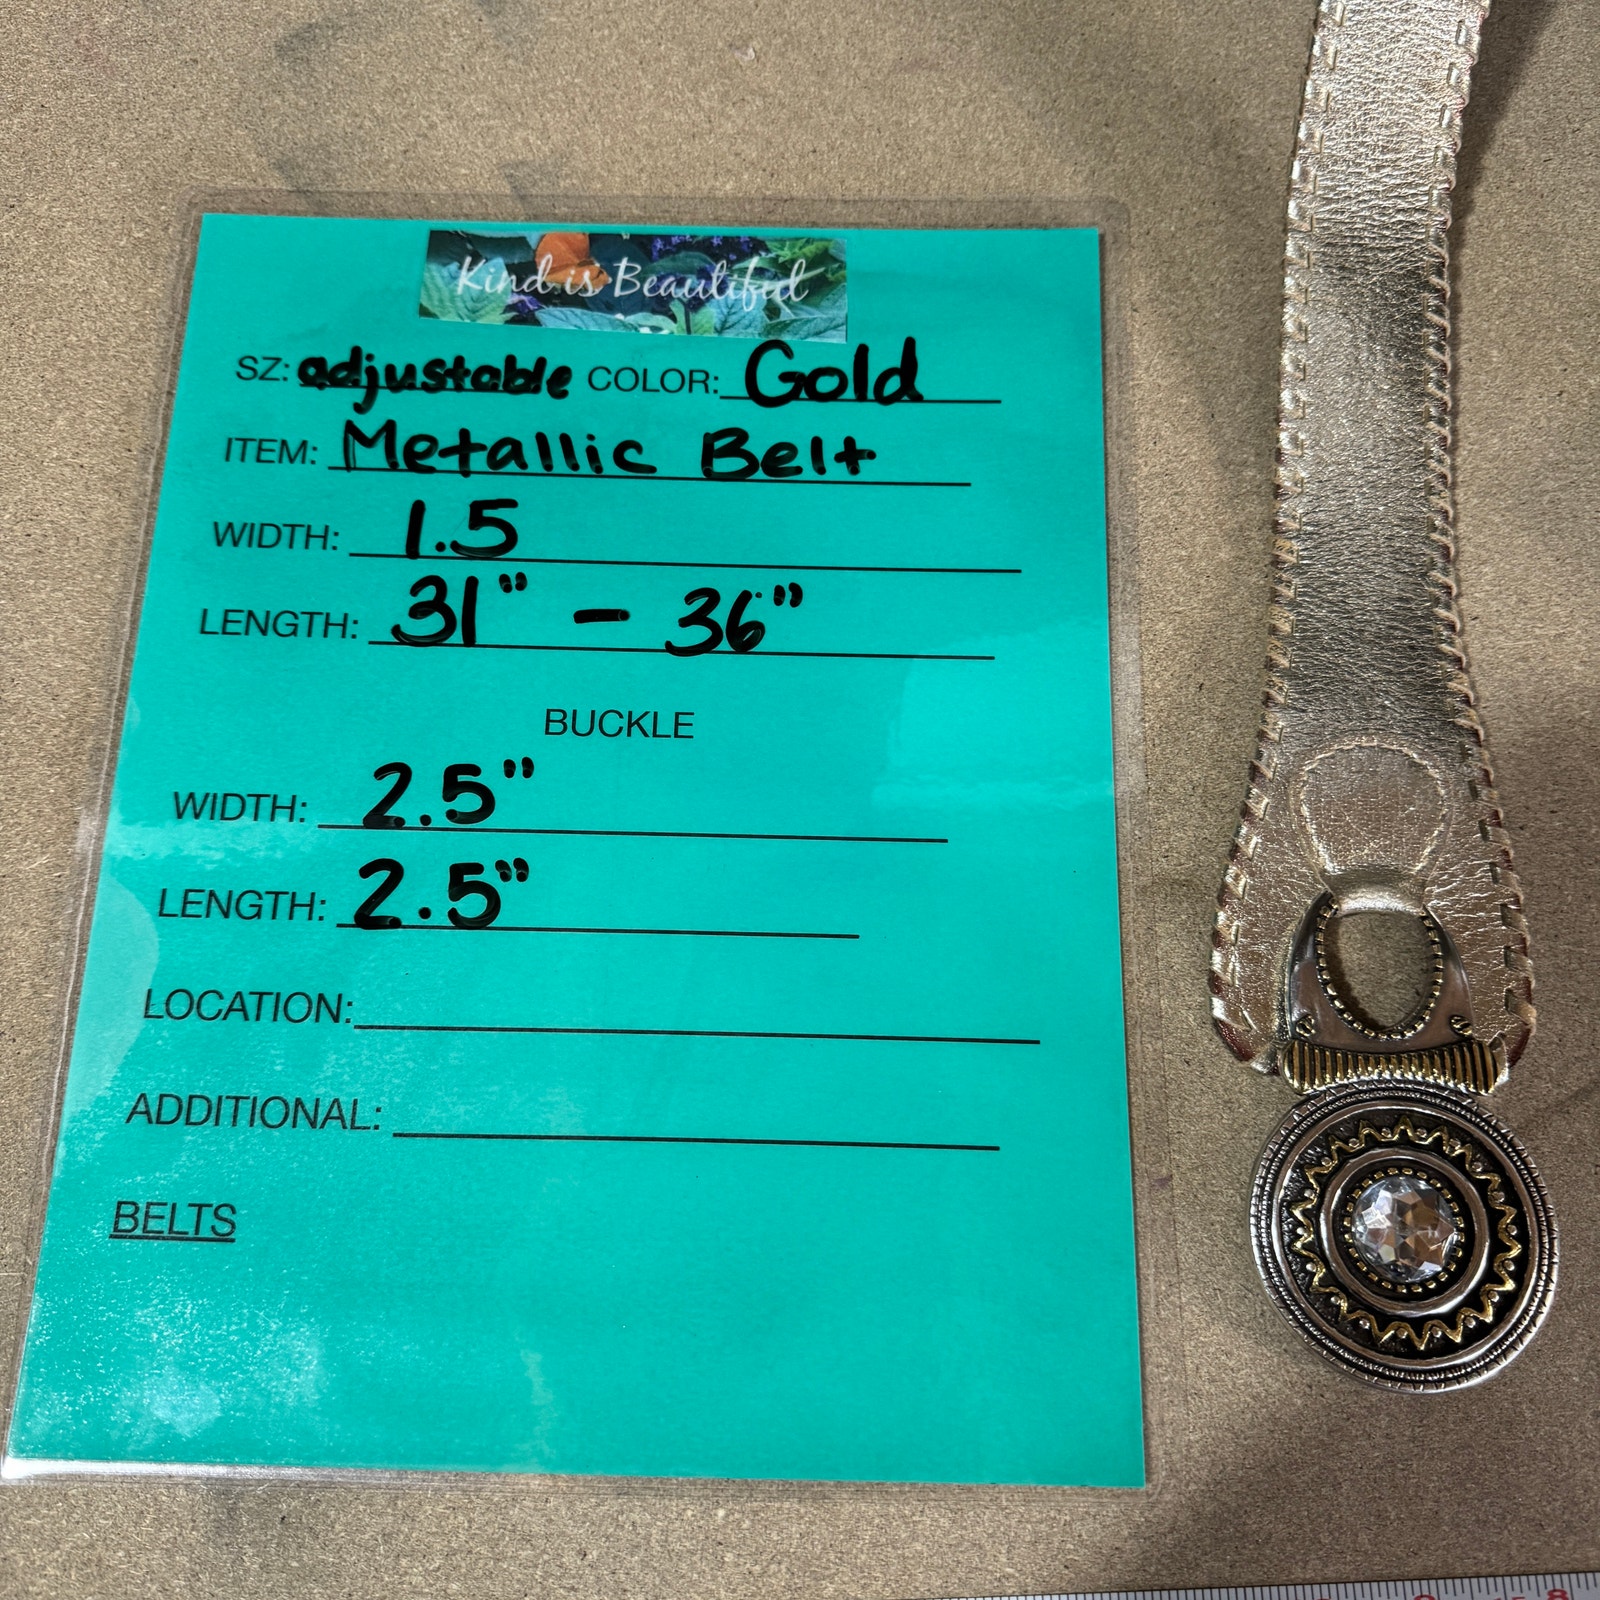 Kind is Beautiful
SZ: adjustable COLOR: Gold
ITEM: Metallic Belt
WIDTH: 1.5
LENGTH: 31" - 36"
BUCKLE
WIDTH: 2.5"
LENGTH: 2.5"
LOCATION:
ADDITIONAL:
BELTS